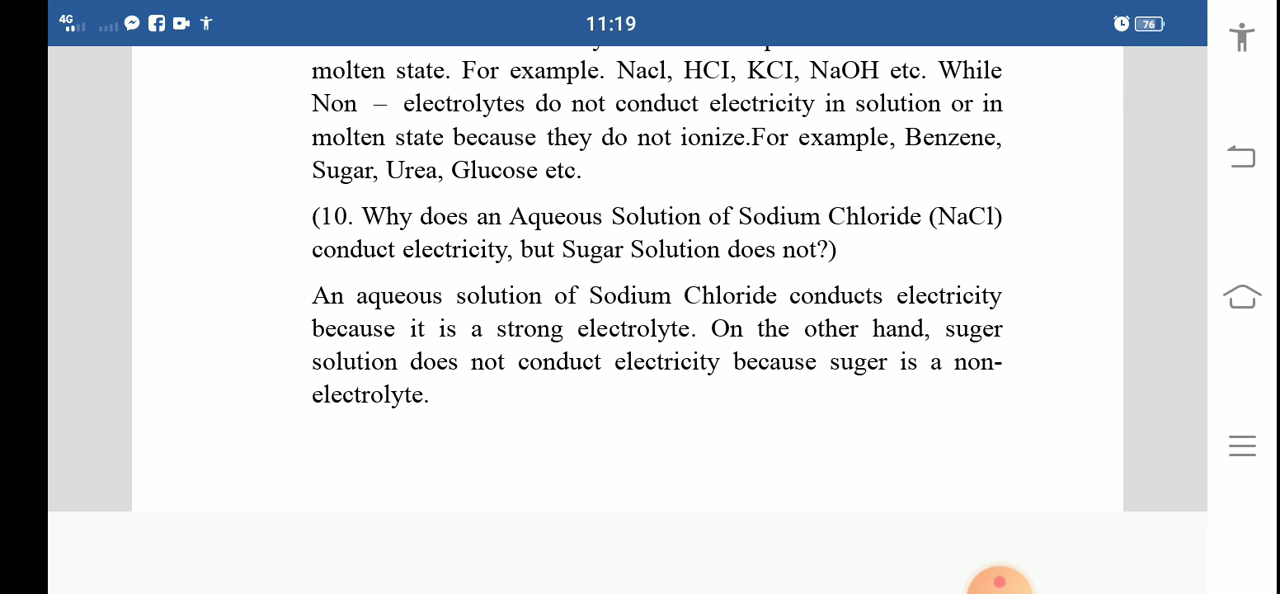 4G
11:19
76
molten state. For example. Nacl, HCI, KCI, NaOH etc. While
Non – electrolytes do not conduct electricity in solution or in
molten state because they do not ionize.For example, Benzene,
Sugar, Urea, Glucose etc.
(10. Why does an Aqueous Solution of Sodium Chloride (NaCl)
conduct electricity, but Sugar Solution does not?)
An aqueous solution of Sodium Chloride conducts electricity
because it is a strong electrolyte. On the other hand, suger
solution does not conduct electricity because suger is a non-
electrolyte.